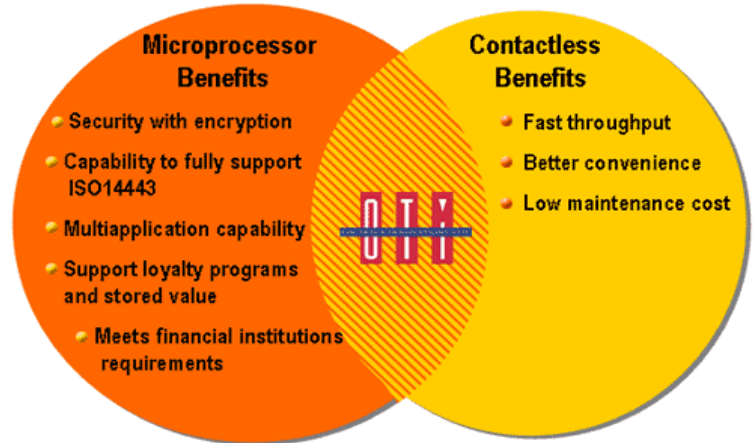 Microprocessor
Benefits
Security with encryption
Capability to fully support
ISO14443
Multiapplication capability
Support loyalty programs
and stored value
Meets financial institutions
requirements
OTI
Contactless
Benefits
Fast throughput
Better convenience
Low maintenance cost